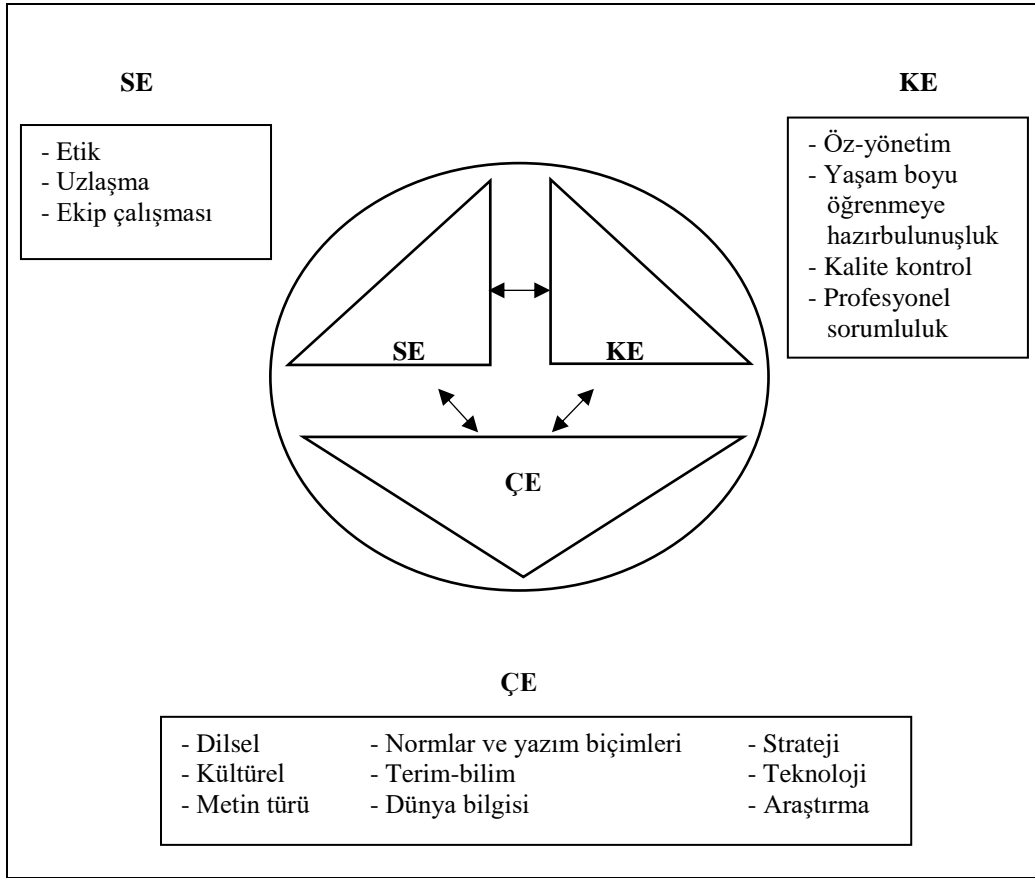 SE
- Etik
- Uzlaşma
- Ekip çalışması
KE
- Öz-yönetim
- Yaşam boyu
öğrenmeye
hazırbulunuşluk
- Kalite kontrol
- Profesyonel
sorumluluk
SE
KE
ÇE
ÇE
- Dilsel
- Kültürel
- Metin türü
- Normlar ve yazım biçimleri
- Terim-bilim
- Dünya bilgisi
- Strateji
- Teknoloji
- Araştırma